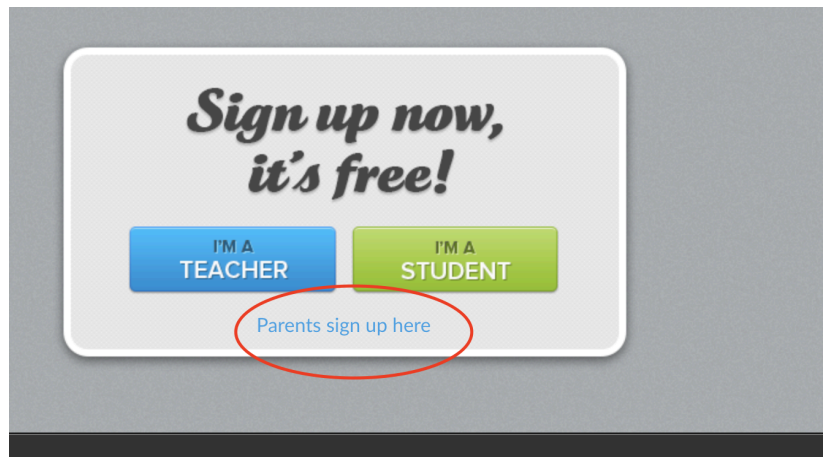 Sign up now,
it's free!
I'M A
TEACHER
I'M A
STUDENT
Parents sign up here